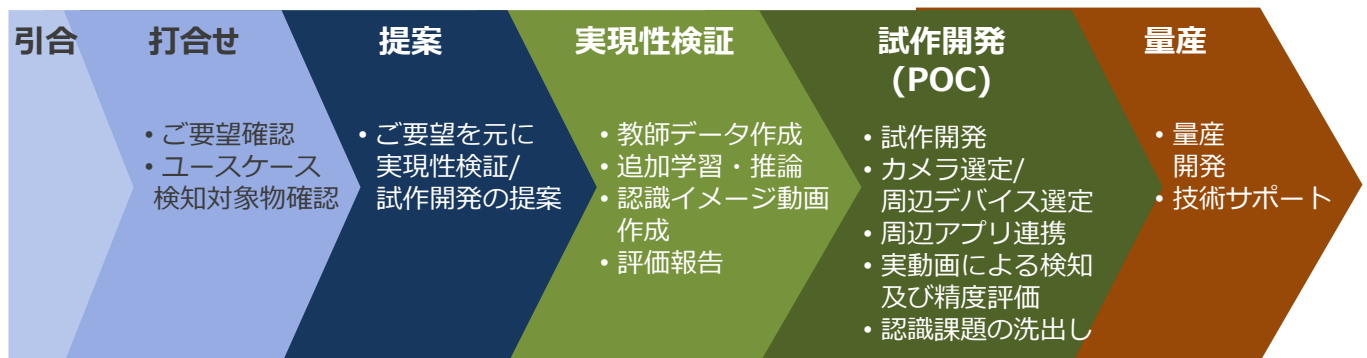 引合
打合せ
・ご要望確認
・ユースケース
検知対象物確認
提案
・ご要望を元に
実現性検証/
試作開発の提案
実現性検証
・教師データ作成
・追加学習・推論
・認識イメージ動画
作成
・評価報告
試作開発
(POC)
・試作開発
・カメラ選定/
周辺デバイス選定
・周辺アプリ連携
・実動画による検知
及び精度評価
・認識課題の洗出し
量産
・量産
開発
・技術サポート